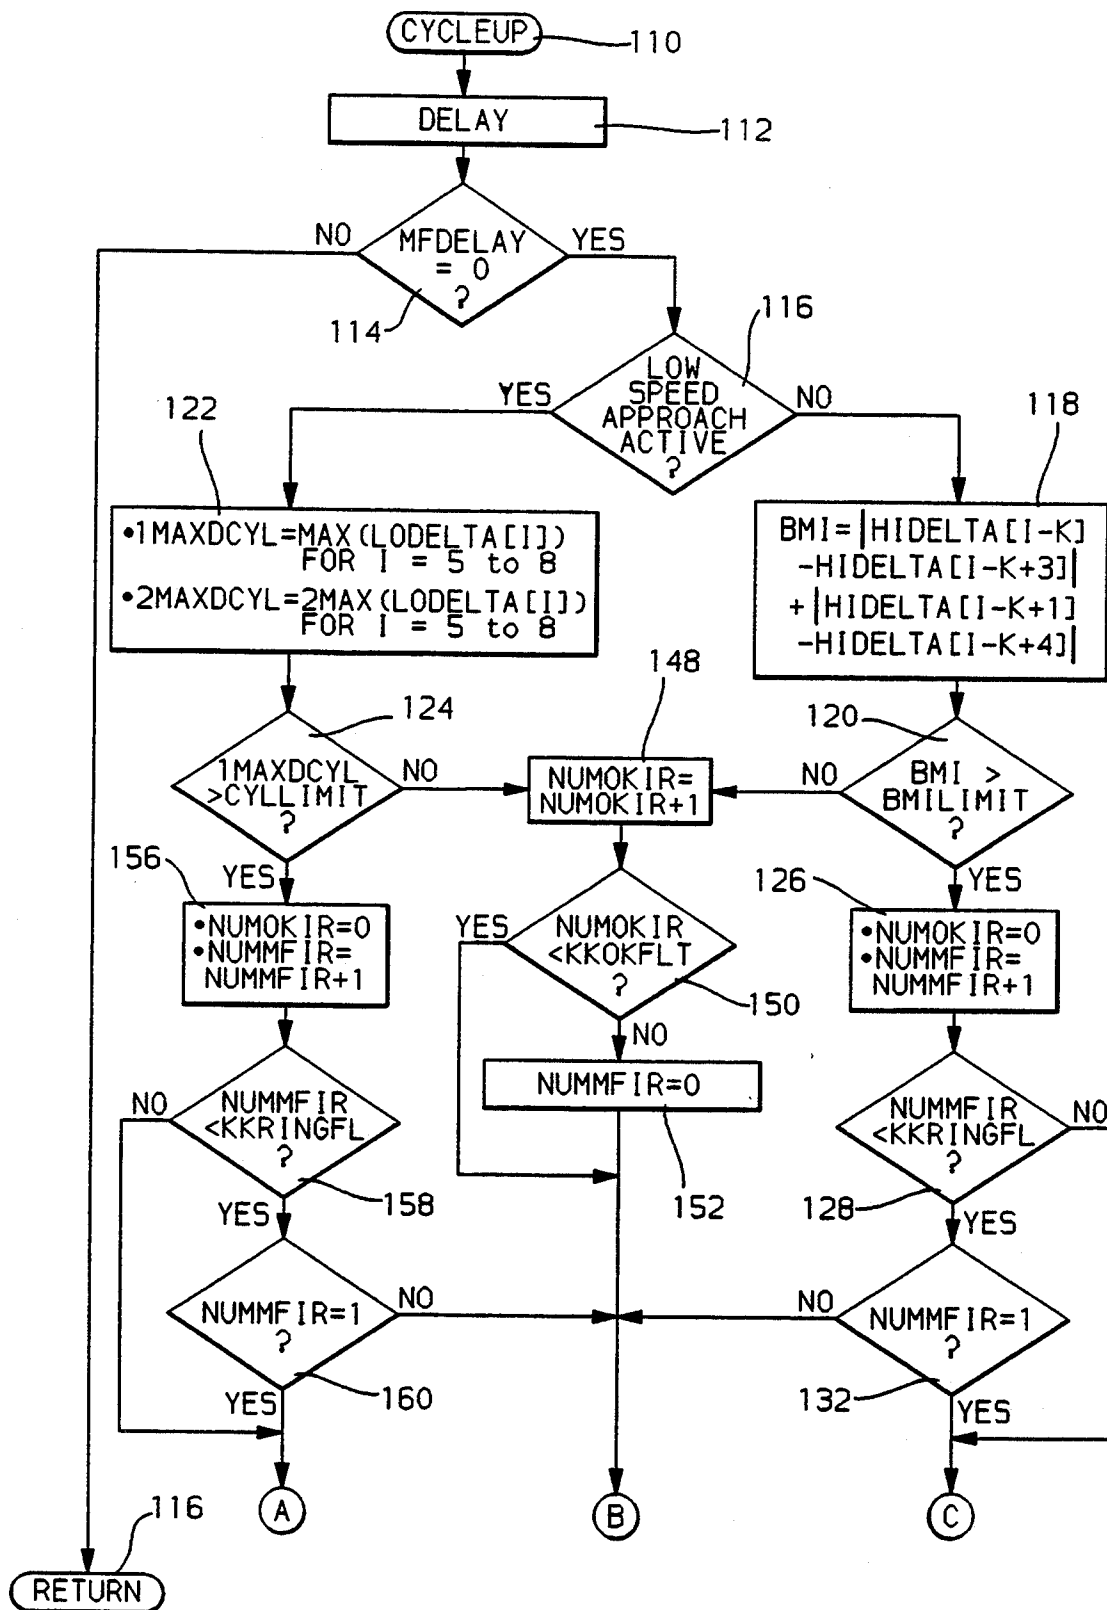 CYCLEUP
110
DELAY
112
NO
MFDELAY
= 0
?
YES
114
116
LOW
SPEED
APPROACH
ACTIVE
?
YES
NO
122
118
•1MAXDCYL=MAX(LODELTA[I])
FOR I = 5 to 8
•2MAXDCYL=2MAX(LODELTA[I])
FOR I = 5 to 8
BMI=|HIDELTA[I-K]
-HIDELTA[I-K+3]|
+|HIDELTA[I-K+1]
-HIDELTA[I-K+4]|
124
148
120
1MAXDCYL
>CYLLIMIT
?
NO
NUMOKIR=
NUMOKIR+1
NO
BMI >
BMILIMIT
?
156
YES
126
YES
•NUMOKIR=0
•NUMMFIR=
NUMMFIR+1
YES
NUMOKIR
<KKOKFLT
?
150
NO
•NUMOKIR=0
•NUMMFIR=
NUMMFIR+1
NO
NUMMFIR
<KKRINGFL
?
158
YES
NUMMFIR=0
152
NUMMFIR
<KKRINGFL
?
NO
128
YES
NUMMFIR=1
?
NO
160
YES
NO
NUMMFIR=1
?
132
YES
A
B
C
116
RETURN